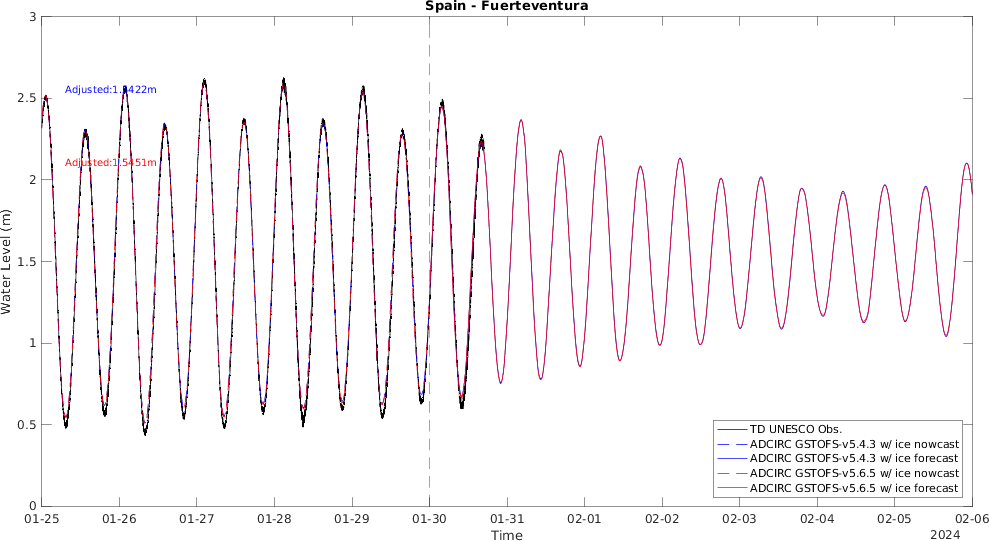 Spain - Fuerteventura
Water Level (m)
3
2.5
2
1.5
1
0.5
0
Adjusted:1.5422m
Adjusted:1.5451m
TD UNESCO Obs.
ADCIRC GSTOFS-v5.4.3 w/ ice nowcast
ADCIRC GSTOFS-v5.4.3 w/ ice forecast
ADCIRC GSTOFS-v5.6.5 w/ ice nowcast
ADCIRC GSTOFS-v5.6.5 w/ ice forecast
01-25 01-26 01-27 01-28 01-29 01-30 01-31 02-01 02-02 02-03 02-04 02-05 02-06
Time
2024